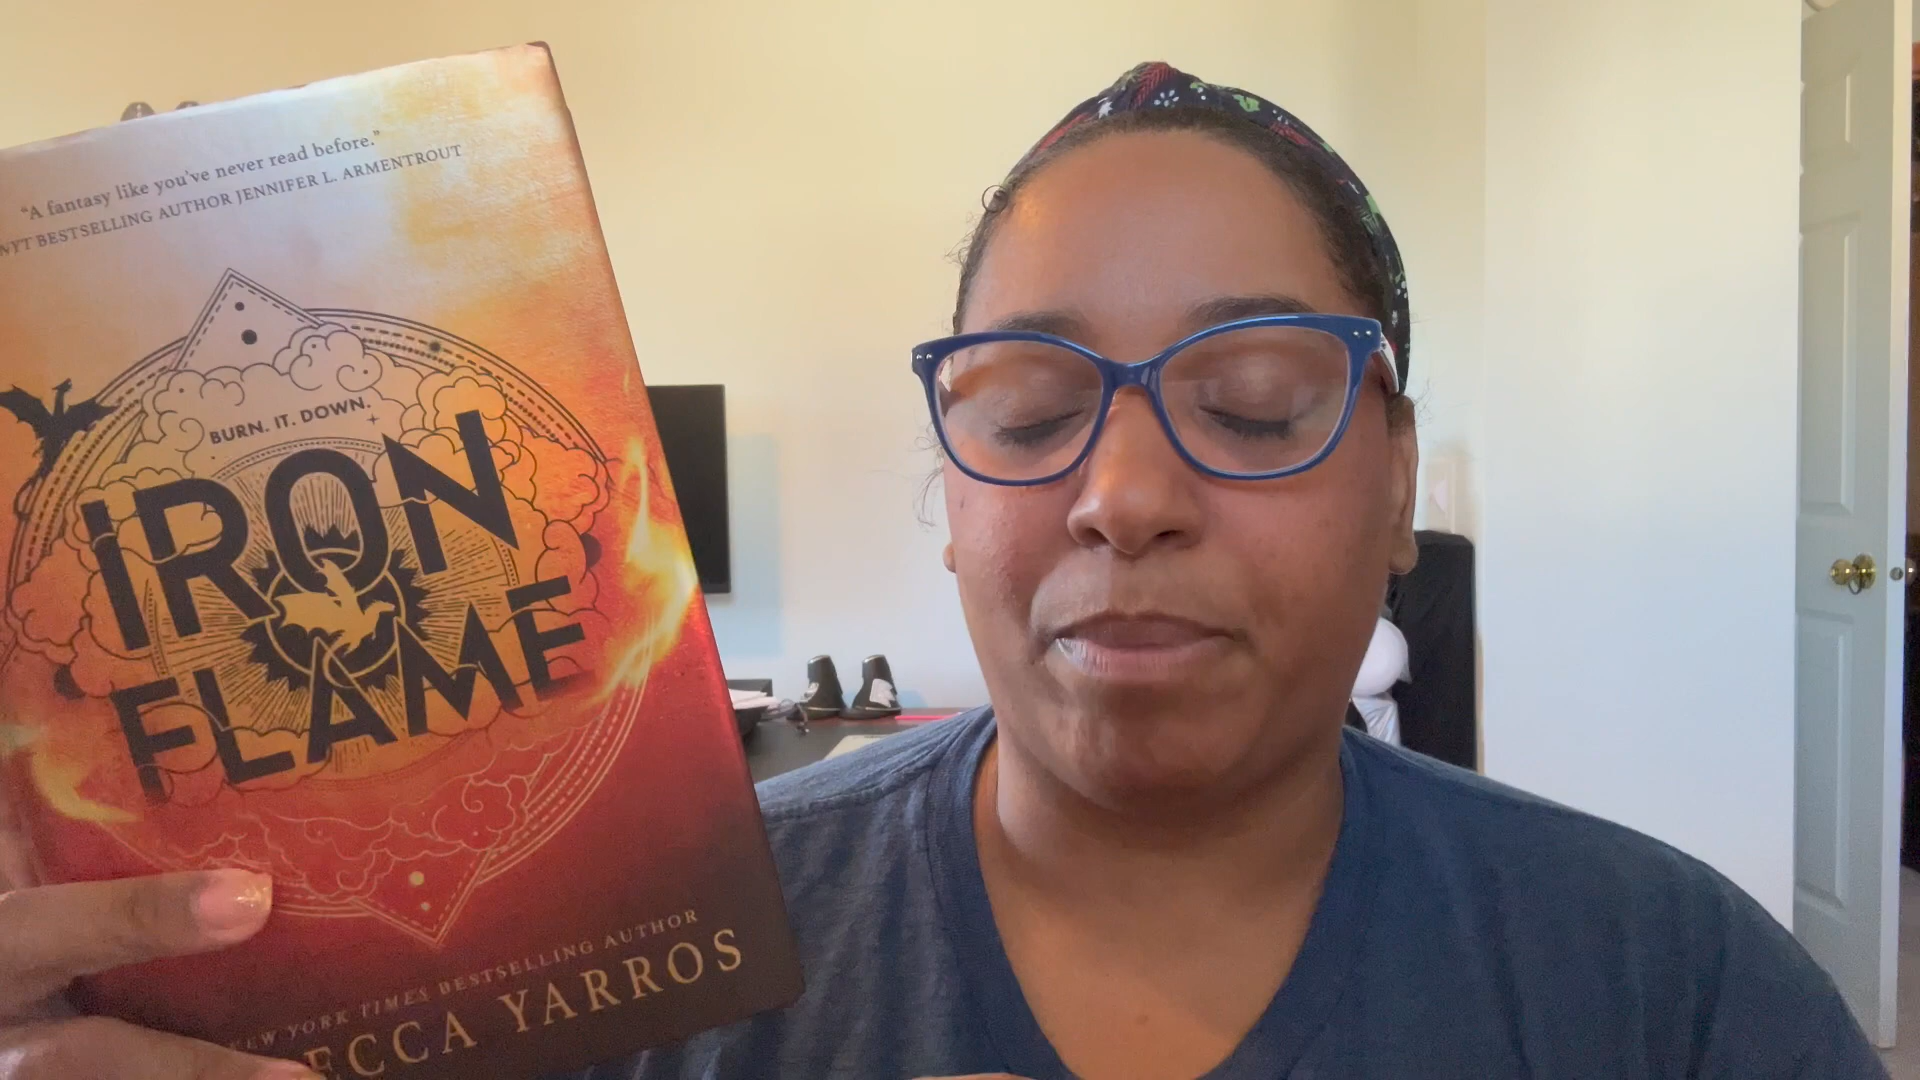 "A fantasy like you've never read before."
NYT BESTSELLING AUTHOR JENNIFER L. ARMENTROUT
BURN. IT. DOWN.
IRON
FLAME
NEW YORK TIMES BESTSELLING AUTHOR
ECCA YARROS